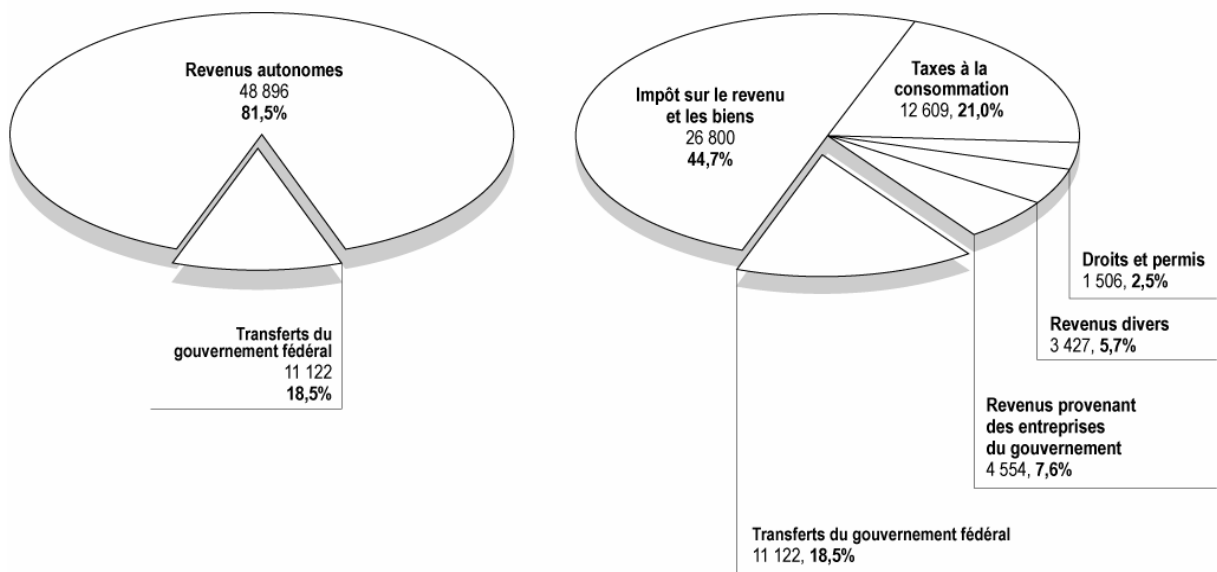 Revenus autonomes
48 896
81,5%
Transferts du
gouvernement fédéral
11 122
18,5%
Impôt sur le revenu
et les biens
26 800
44,7%
Taxes à la
consommation
12 609, 21,0%
Droits et permis
1 506, 2,5%
Revenus divers
3 427, 5,7%
Revenus provenant
des entreprises
du gouvernement
4 554, 7,6%
Transferts du gouvernement fédéral
11 122, 18,5%